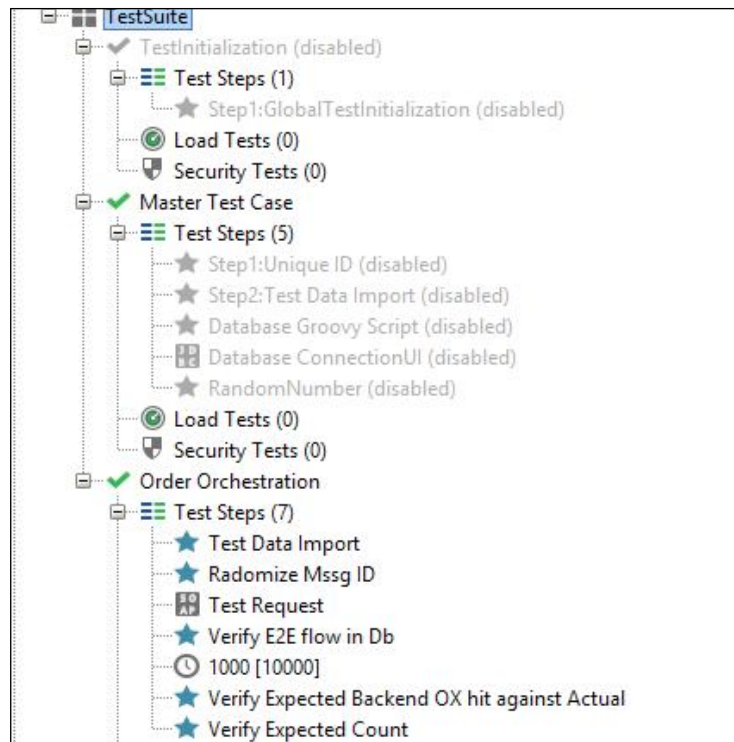 TestSuite
TestInitialization (disabled)
Test Steps (1)
Step1:GlobalTestInitialization (disabled)
Load Tests (0)
Security Tests (0)
Master Test Case
Test Steps (5)
Step1:Unique ID (disabled)
Step2:Test Data Import (disabled)
Database Groovy Script (disabled)
JDBC Database ConnectionUI (disabled)
RandomNumber (disabled)
Load Tests (0)
Security Tests (0)
Order Orchestration
Test Steps (7)
Test Data Import
Radomize Mssg ID
SOAP Test Request
Verify E2E flow in Db
1000 [10000]
Verify Expected Backend OX hit against Actual
Verify Expected Count